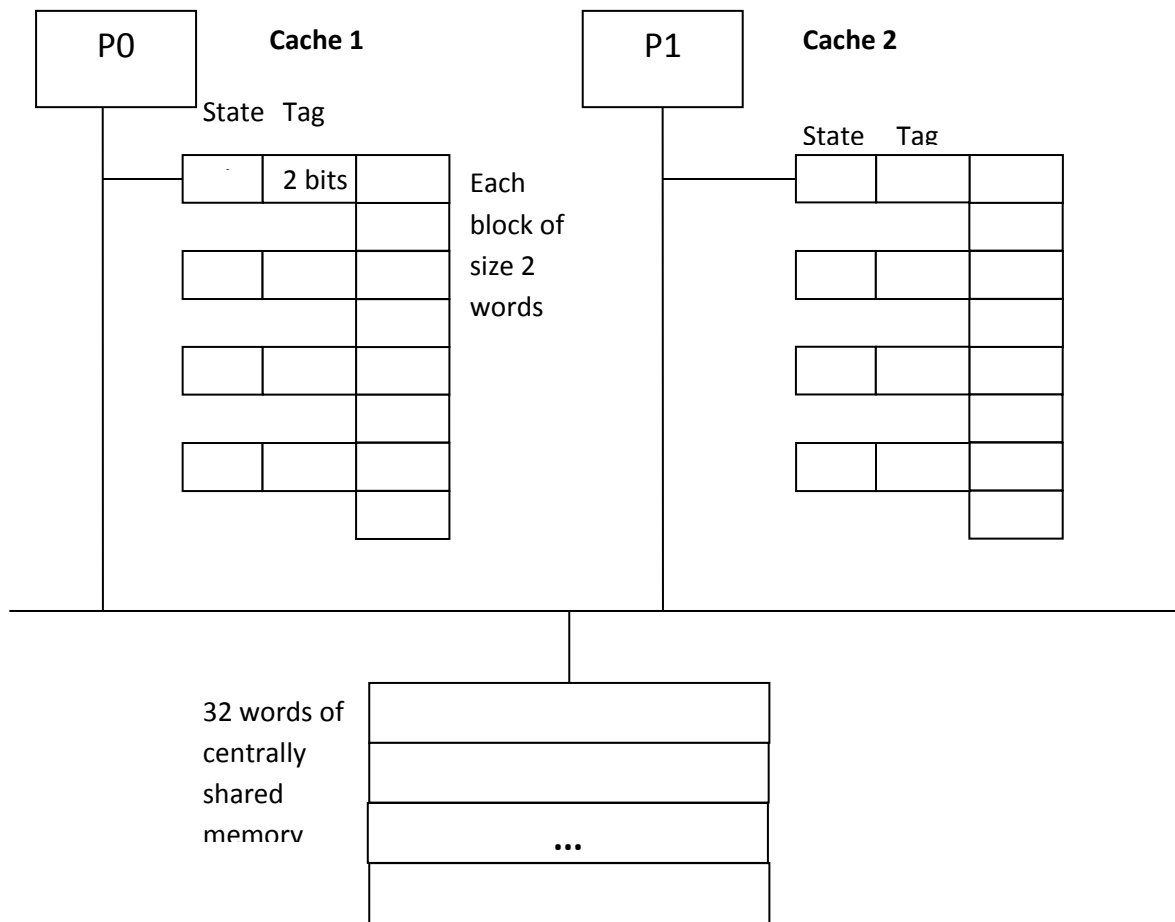 P0
Cache 1
P1
Cache 2
State Tag
State Tag
2 bits
Each
block of
size 2
words
32 words of
centrally
shared
memory
...